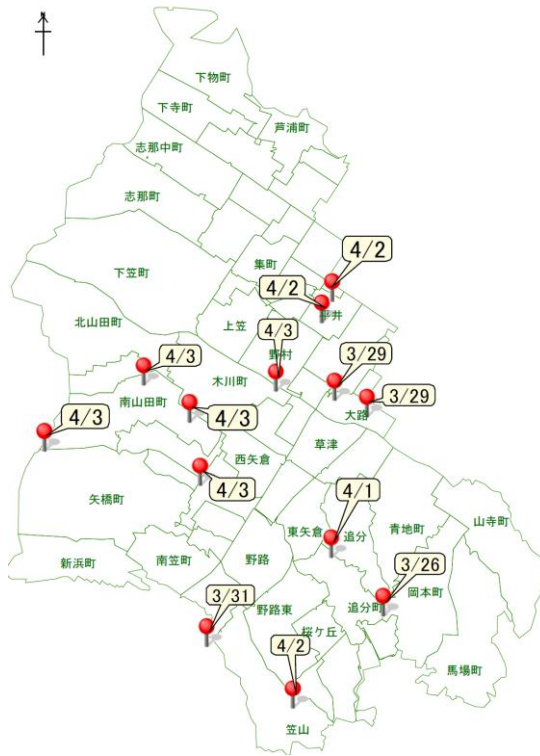 下物町
下寺町
芦浦町
志那中町
志那町
4/2
集町
下笠町
4/2
平井
北山田町
上笠
4/3
野村
4/3
3/29
木川町
3/29
南山田町
4/3
大路
4/3
草津
西矢倉
4/3
矢橋町
4/1
東矢倉
追分
青地町
山寺町
新浜町
南笠町
野路
3/26
岡本町
3/31
野路東
追分町
桜ケ丘
4/2
馬場町
笠山